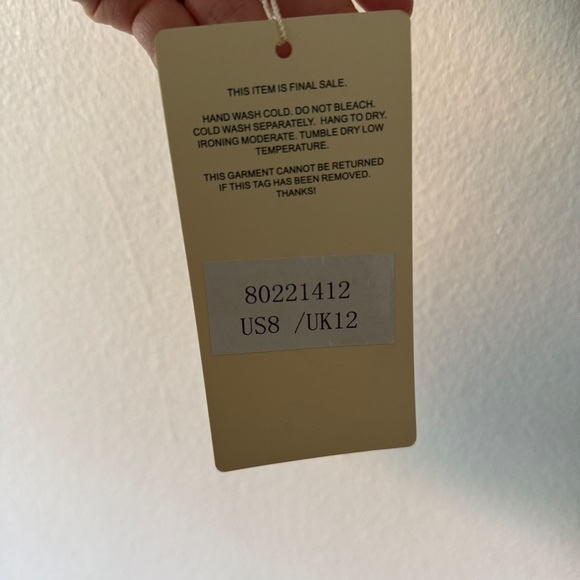 THIS ITEM IS FINAL SALE.
HAND WASH COLD. DO NOT BLEACH.
COLD WASH SEPARATELY. HANG TO DRY.
IRONING MODERATE. TUMBLE DRY LOW
TEMPERATURE.
THIS GARMENT CANNOT BE RETURNED
IF THIS TAG HAS BEEN REMOVED.
THANKS!
80221412
US8 /UK12